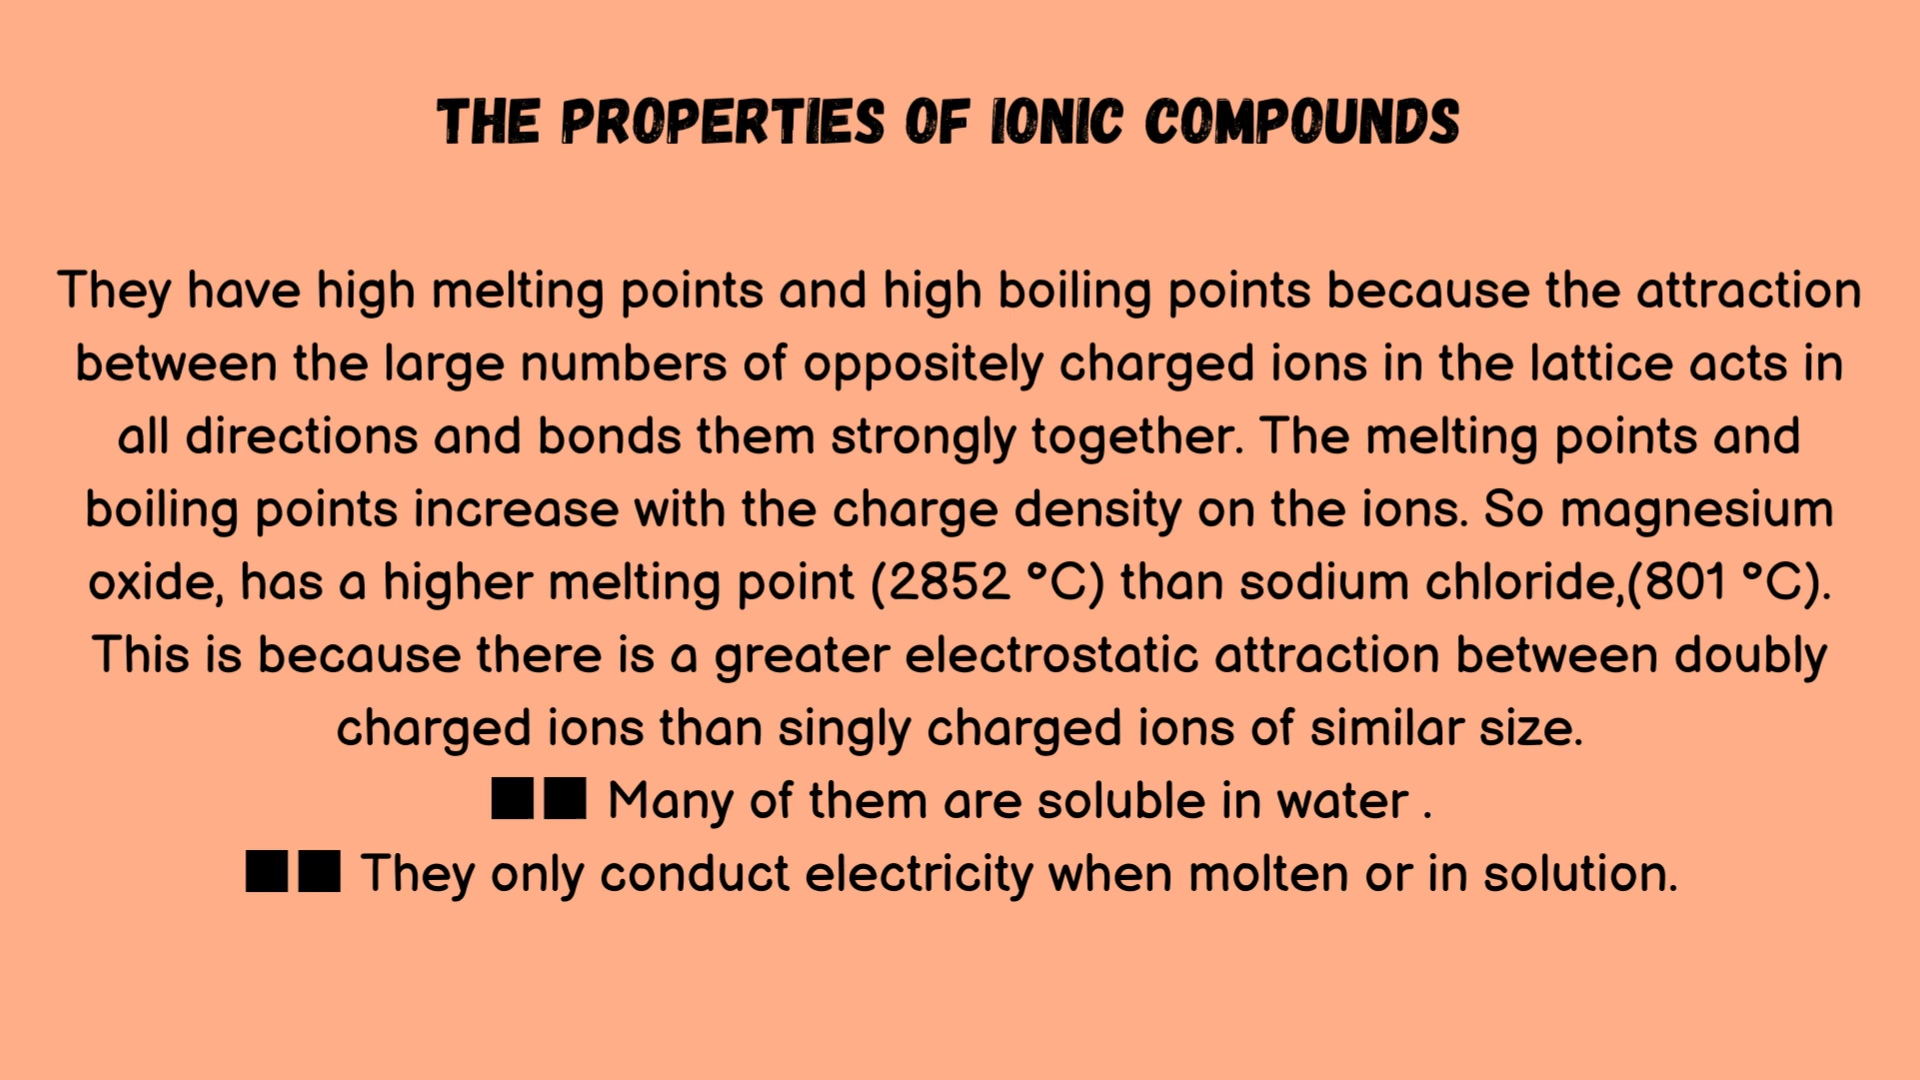 THE PROPERTIES OF IONIC COMPOUNDS
They have high melting points and high boiling points because the attraction
between the large numbers of oppositely charged ions in the lattice acts in
all directions and bonds them strongly together. The melting points and
boiling points increase with the charge density on the ions. So magnesium
oxide, has a higher melting point (2852 °C) than sodium chloride,(801 °C).
This is because there is a greater electrostatic attraction between doubly
charged ions than singly charged ions of similar size.
■■ Many of them are soluble in water .
■■ They only conduct electricity when molten or in solution.